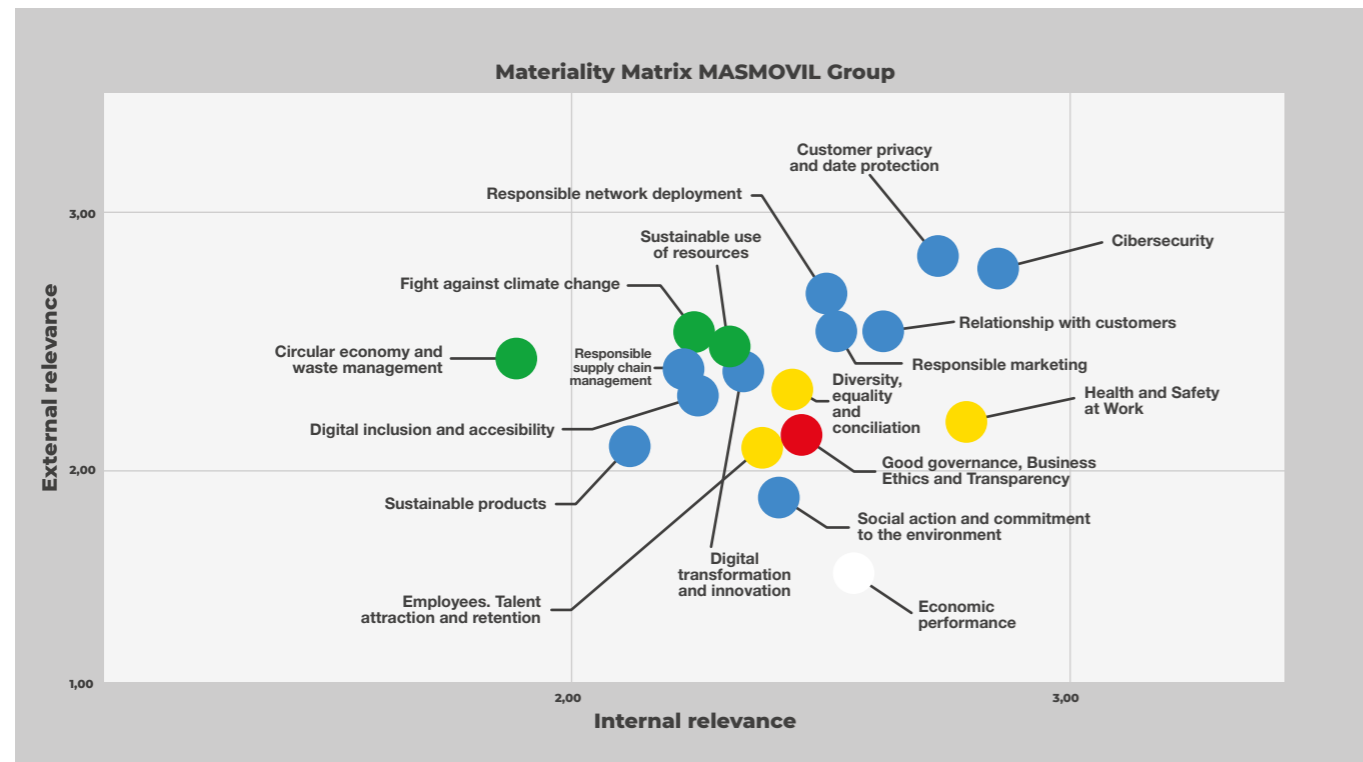 Materiality Matrix MASMOVIL Group
Customer privacy
and date protection
Responsible network deployment
3,00
Sustainable use
of resources
Cibersecurity
Fight against climate change
Relationship with customers
Circular economy and
waste management
Responsible
supply chain
management
Responsible marketing
Diversity,
equality
and
conciliation
Health and Safety
at Work
Digital inclusion and accesibility
External relevance
2,00
Good governance, Business
Ethics and Transparency
Sustainable products
Social action and commitment
to the environment
Digital
transformation
and innovation
Employees. Talent
attraction and retention
Economic
performance
1,00
2,00
3,00
Internal relevance